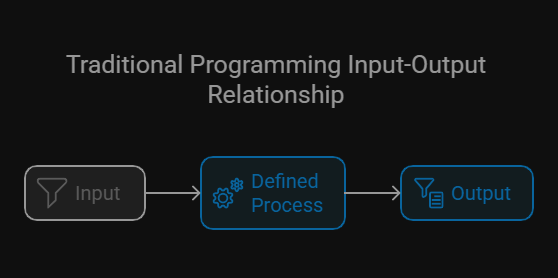 Traditional Programming Input-Output
Relationship
Input
Defined
Process
Output